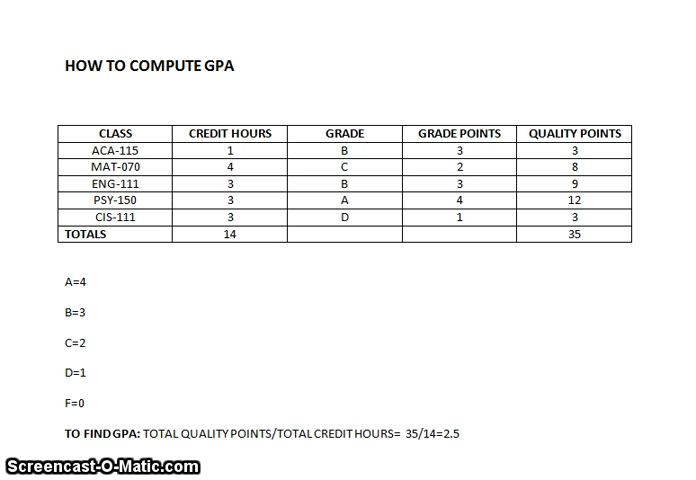 HOW TO COMPUTE GPA
CLASS CREDIT HOURS GRADE GRADE POINTS QUALITY POINTS
ACA-115 1 B 3 3
MAT-070 4 C 2 8
ENG-111 3 B 3 9
PSY-150 3 A 4 12
CIS-111 3 D 1 3
TOTALS 14 35
A=4
B=3
C=2
D=1
F=0
TO FIND GPA: TOTAL QUALITY POINTS/TOTAL CREDIT HOURS= 35/14=2.5
Screencast-O-Matic.com